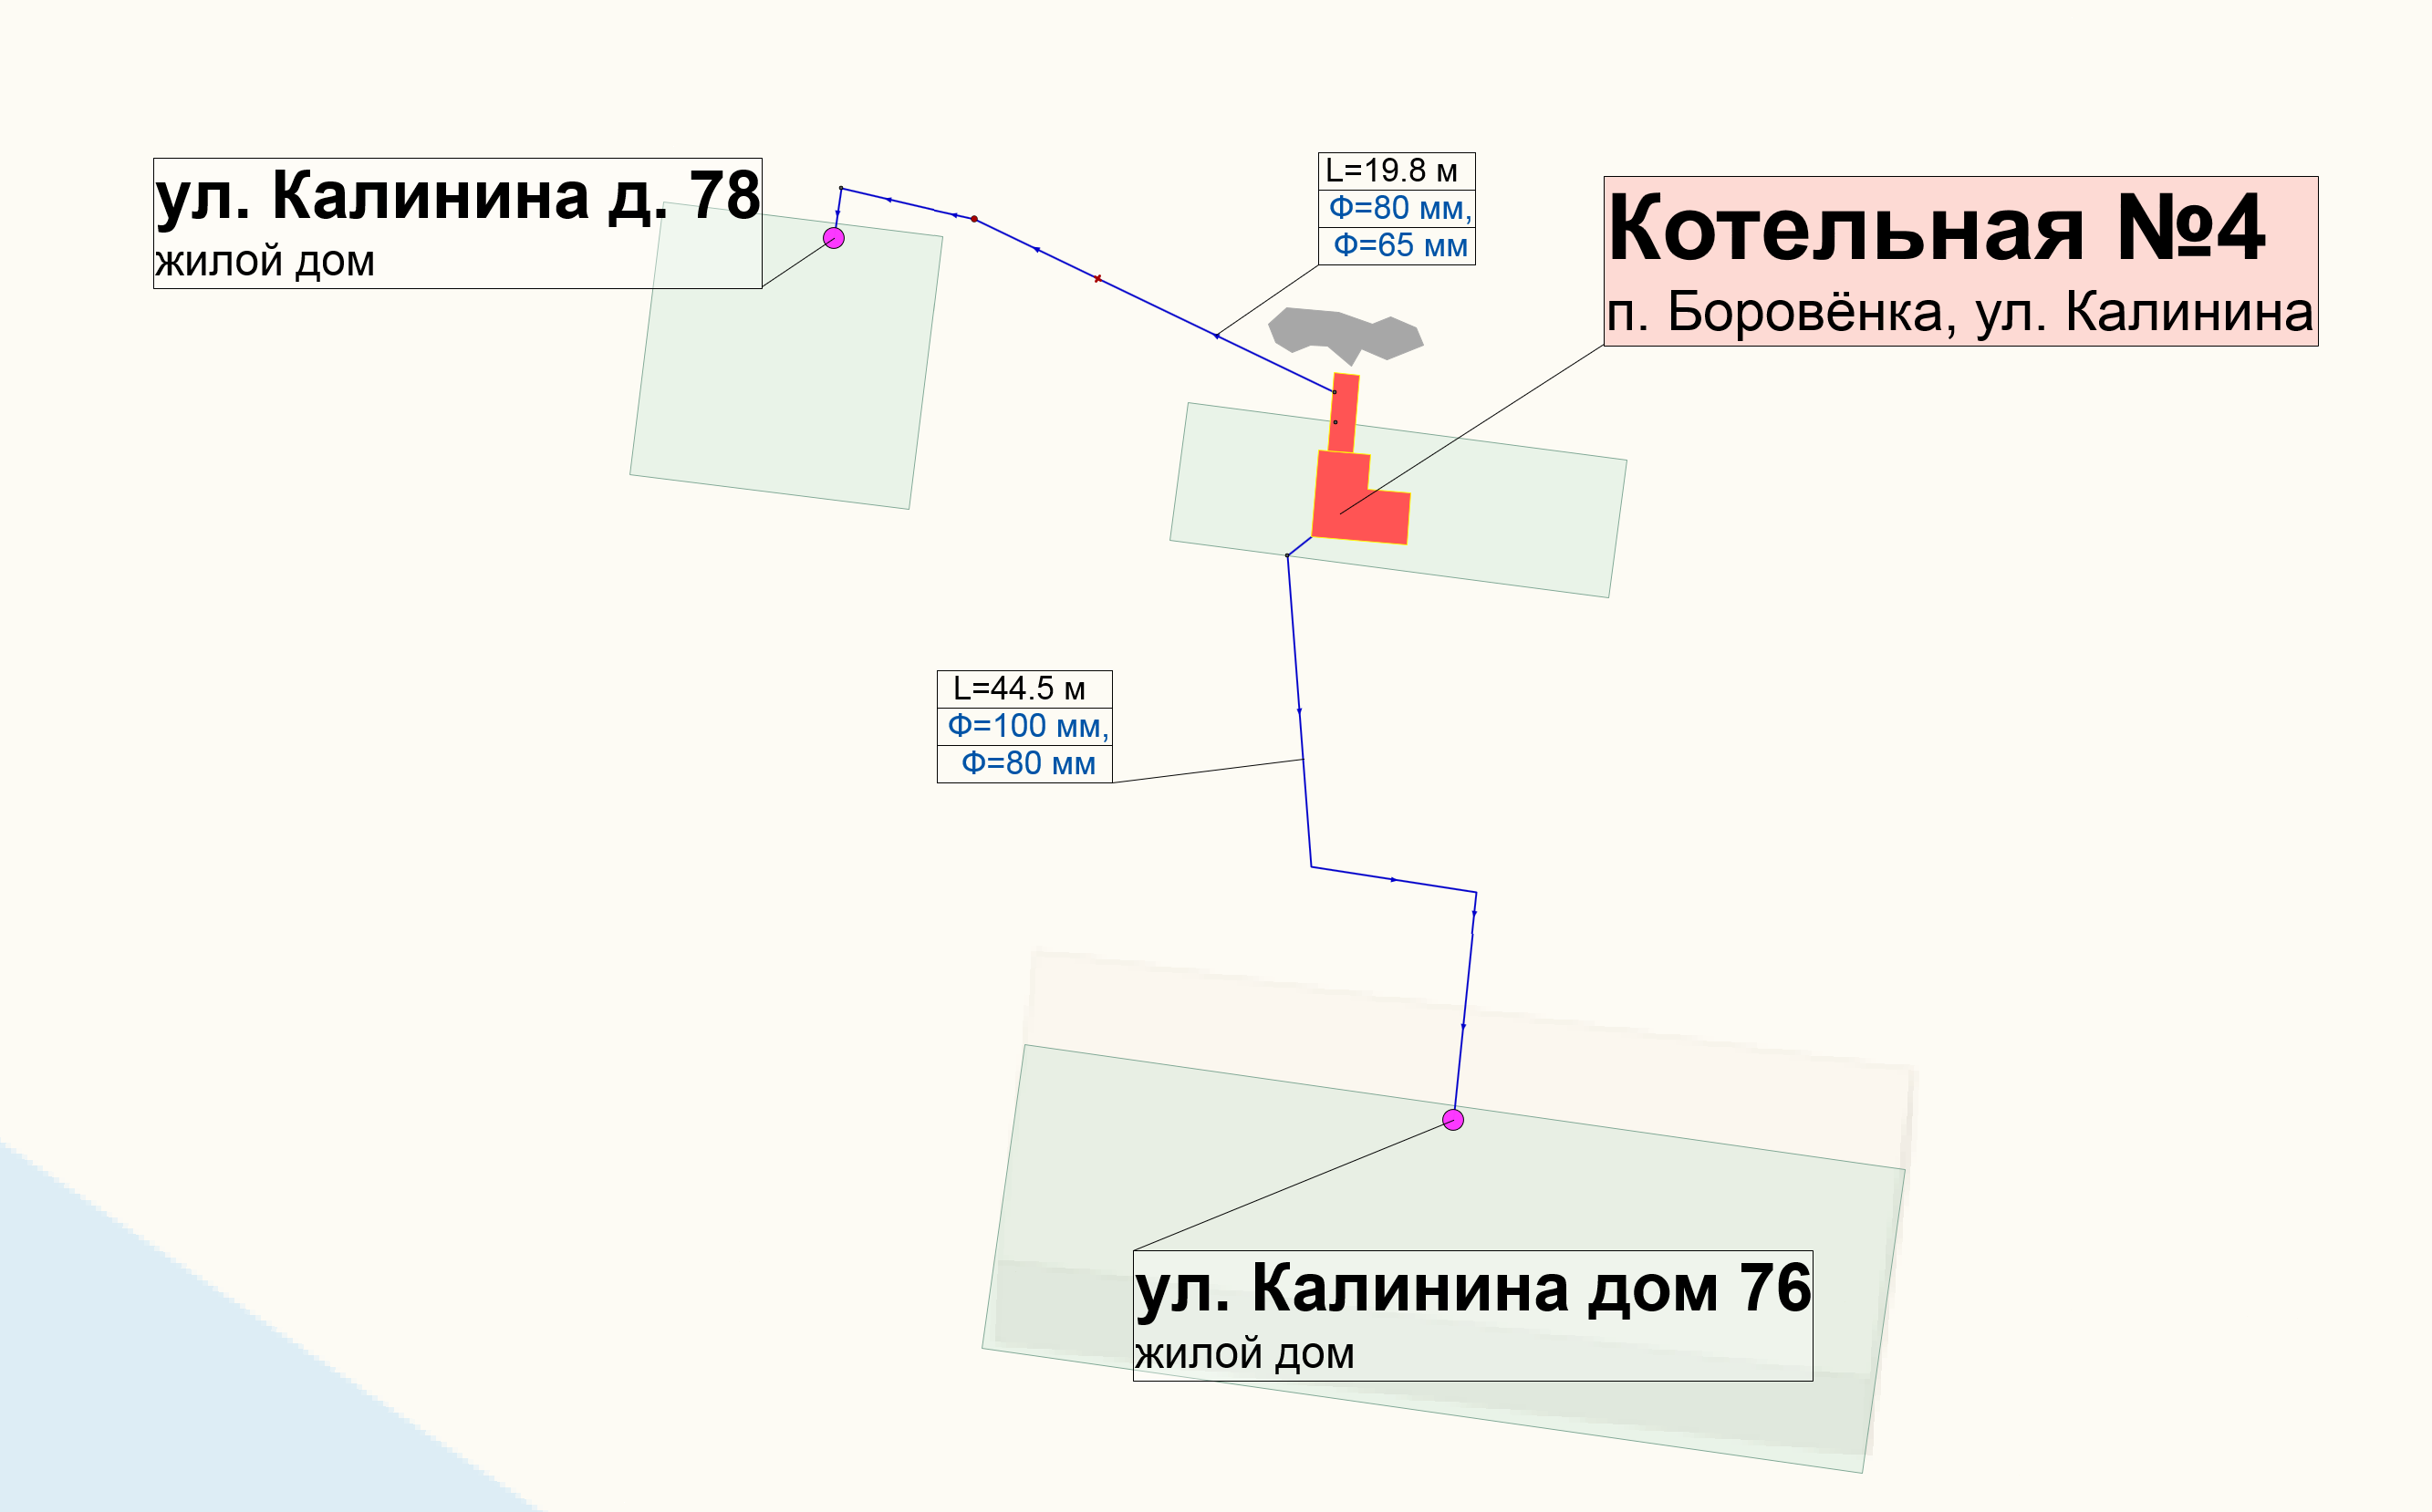 ул. Калинина д. 78
жилой дом
L=19.8 м
Ф=80 мм,
Ф=65 мм
Котельная №4
п. Боровёнка, ул. Калинина
L=44.5 м
Ф=100 мм,
Ф=80 мм
ул. Калинина дом 76
жилой дом